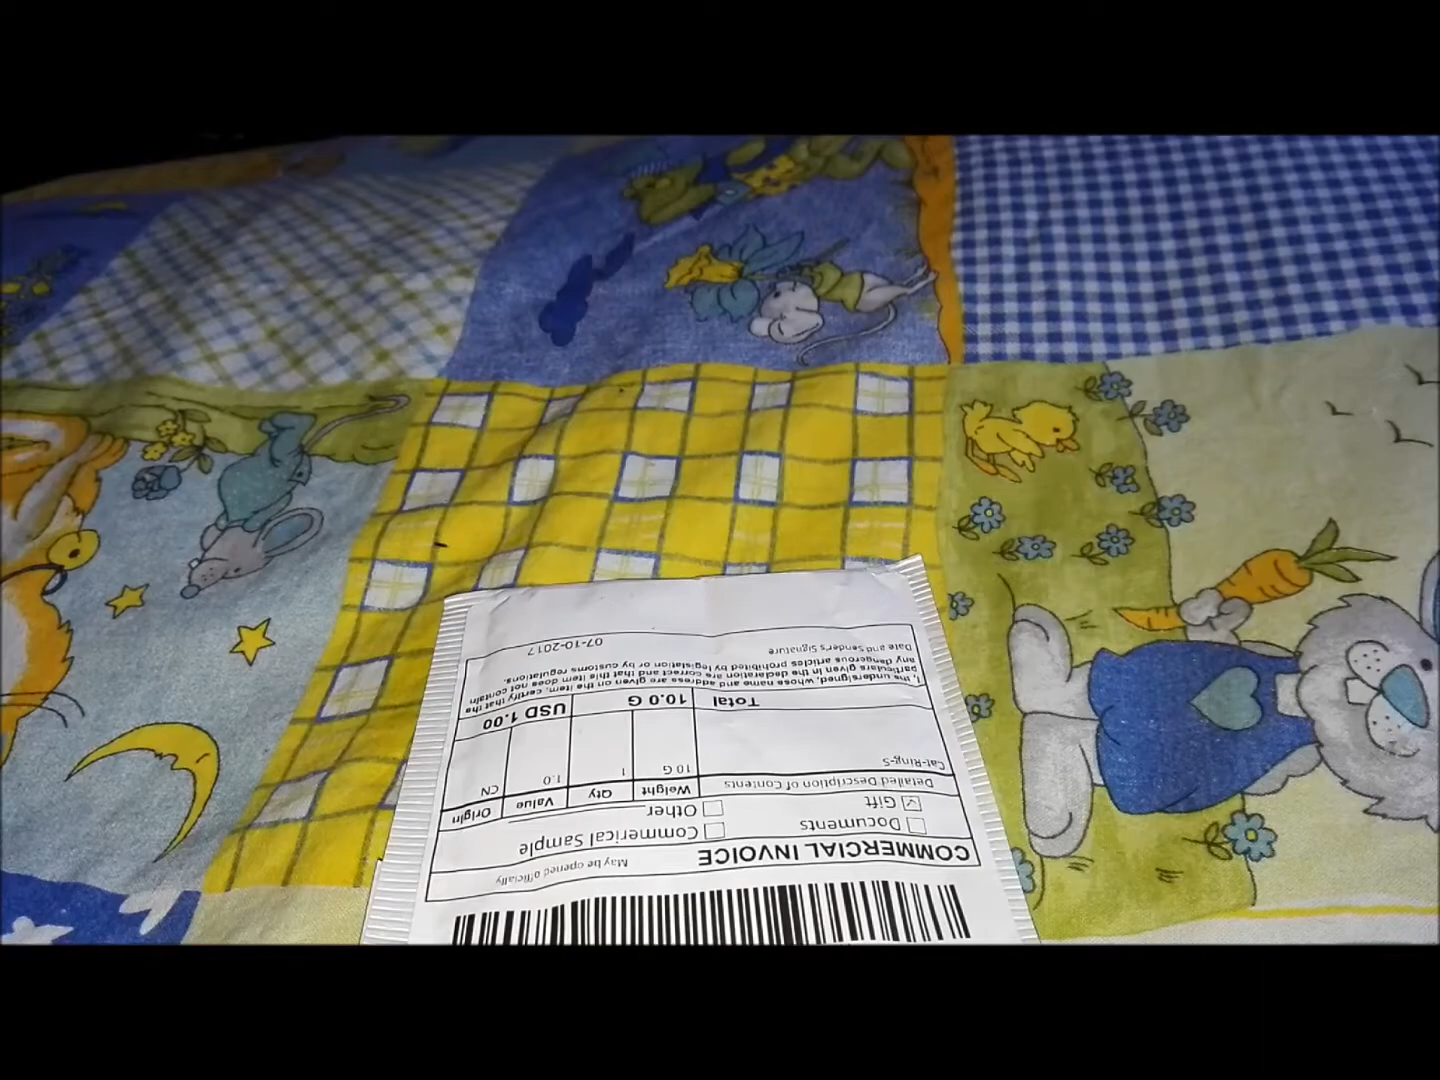 COMMERCIAL INVOICE May be opened officially
Documents Commerical Sample
Gift Other
Detailed Description of Contents Weight Qty Value Origin
Cat-Ring-S 10 G 1 1.0 CN
Total 10.0 G USD 1.00
I, the undersigned, whose name and address are given on the item, certify that the
particulars given in the declaration are correct and that this item does not contain
any dangerous articles prohibited by legislation or by customs regulations.
Date and Sender's Signature 07-10-2017